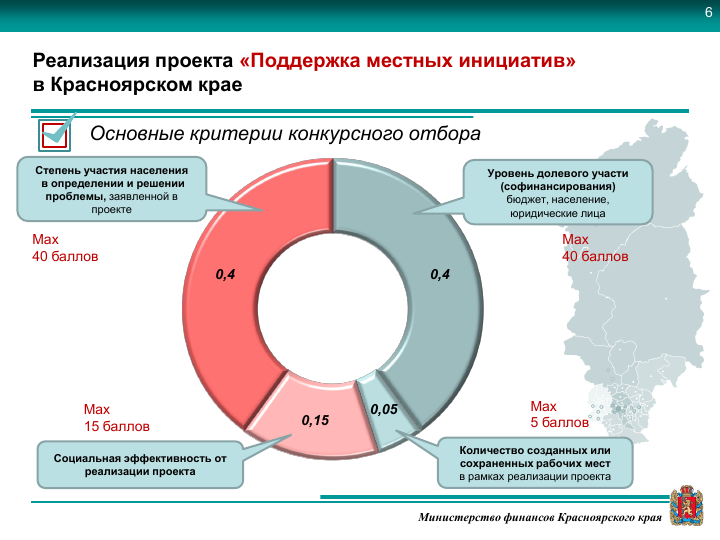 6
Реализация проекта «Поддержка местных инициатив»
в Красноярском крае
Основные критерии конкурсного отбора
Степень участия населения
в определении и решении
проблемы, заявленной в
проекте
Уровень долевого участи
(софинансирования)
бюджет, население,
юридические лица
Max
40 баллов
Max
40 баллов
0,4
0,4
Max
15 баллов
0,15
0,05
Max
5 баллов
Социальная эффективность от
реализации проекта
Количество созданных или
сохраненных рабочих мест
в рамках реализации проекта
Министерство финансов Красноярского края